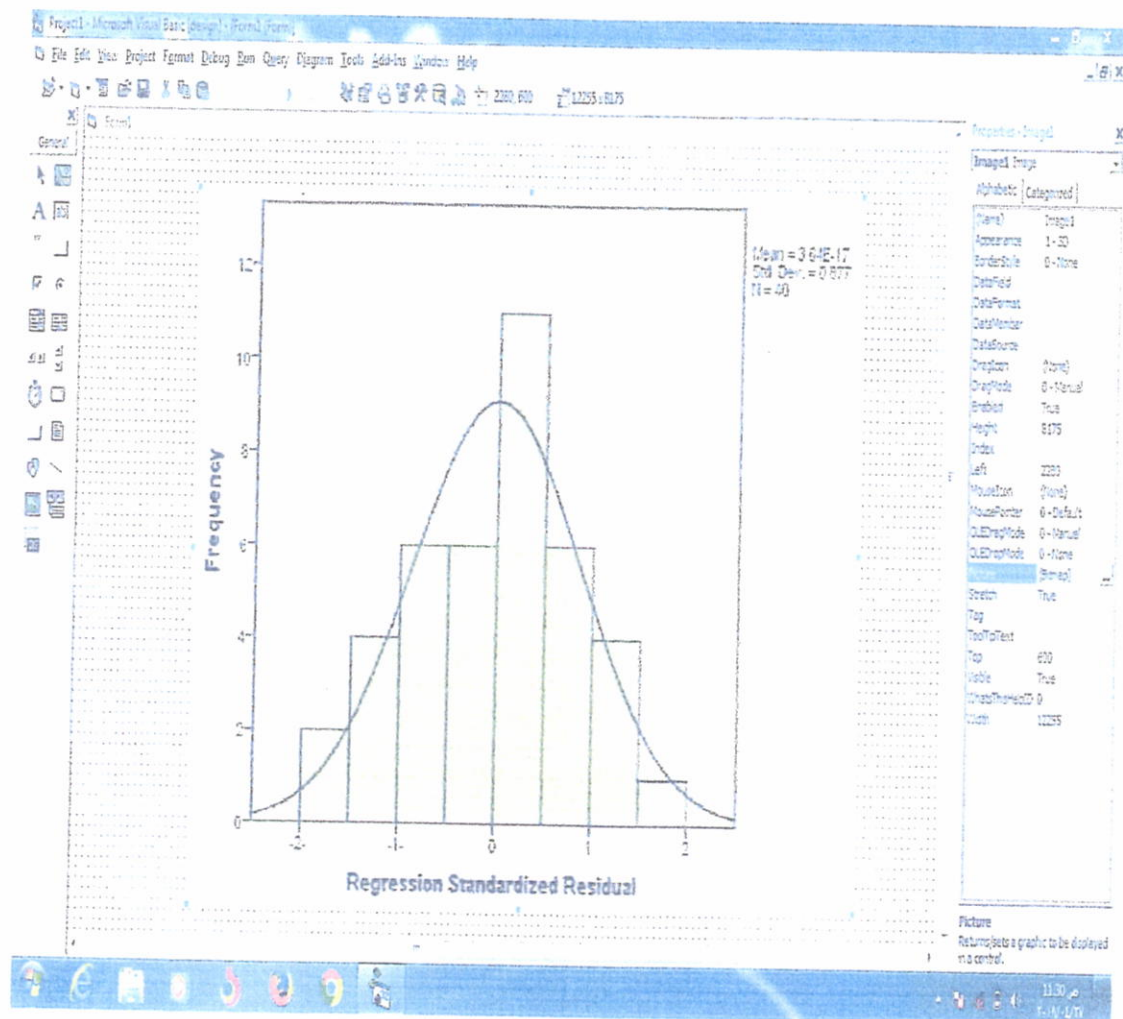 Project1 - Microsoft Visual Basic [design] - [Form1 (Form)]
File Edit View Project Format Debug Run Query Diagram Tools Add-Ins Window Help
2280, 600 12255 x 8175
General
Form1
Mean = 3.64E-17
Std. Dev. = 0.877
N = 40
12
10
8
6
4
2
0
Frequency
-2 -1 0 1 2
Regression Standardized Residual
Properties - Image1
Image1 Image
Alphabetic Categorized
(Name) Image1
Appearance 1 - 3D
BorderStyle 0 - None
DataField
DataFormat
DataMember
DataSource
DragIcon (None)
DragMode 0 - Manual
Enabled True
Height 8175
Index
Left 2280
MouseIcon (None)
MousePointer 0 - Default
OLEDragMode 0 - Manual
OLEDropMode 0 - None
(Bitmap)
Stretch True
Tag
ToolTipText
Top 600
Visible True
WhatsThisHelpID 0
Width 12255
Picture
Returns/sets a graphic to be displayed
in a control.
11:30